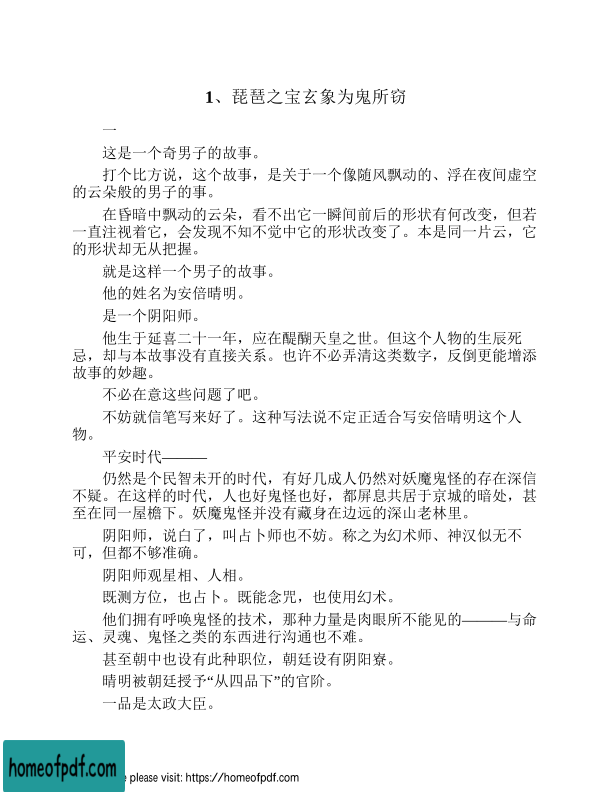 1、琵琶之宝玄象为鬼所窃
一
这是一个奇男子的故事。
打个比方说，这个故事，是关于一个像随风飘动的、浮在夜间虚空
的云朵般的男子的事。
在昏暗中飘动的云朵，看不出它一瞬间前后的形状有何改变，但若
一直注视着它，会发现不知不觉中它的形状改变了。本是同一片云，它
的形状却无从把握。
就是这样一个男子的故事。
他的姓名为安倍晴明。
是一个阴阳师。
他生于延喜二十一年，应在醍醐天皇之世。但这个人物的生辰死
忌，却与本故事没有直接关系。也许不必弄清这类数字，反倒更能增添
故事的妙趣。
不必在意这些问题了吧。
不妨就信笔写来好了。这种写法说不定正适合写安倍晴明这个人
物。
平安时代———
仍然是个民智未开的时代，有好几成人仍然对妖魔鬼怪的存在深信
不疑。在这样的时代，人也好鬼怪也好，都屏息共居于京城的暗处，甚
至在同一屋檐下。妖魔鬼怪并没有藏身在边远的深山老林里。
阴阳师，说白了，叫占卜师也不妨。称之为幻术师、神汉似无不
可，但都不够准确。
阴阳师观星相、人相。
既测方位，也占卜。既能念咒，也使用幻术。
他们拥有呼唤鬼怪的技术，那种力量是肉眼所不能见的———与命
运、灵魂、鬼怪之类的东西进行沟通也不难。
甚至朝中也设有此种职位，朝廷设有阴阳寮。
晴明被朝廷授予“从四品下”的官阶。
一品是太政大臣。
homeofpdf.com
e please visit: https://homeofpdf.com